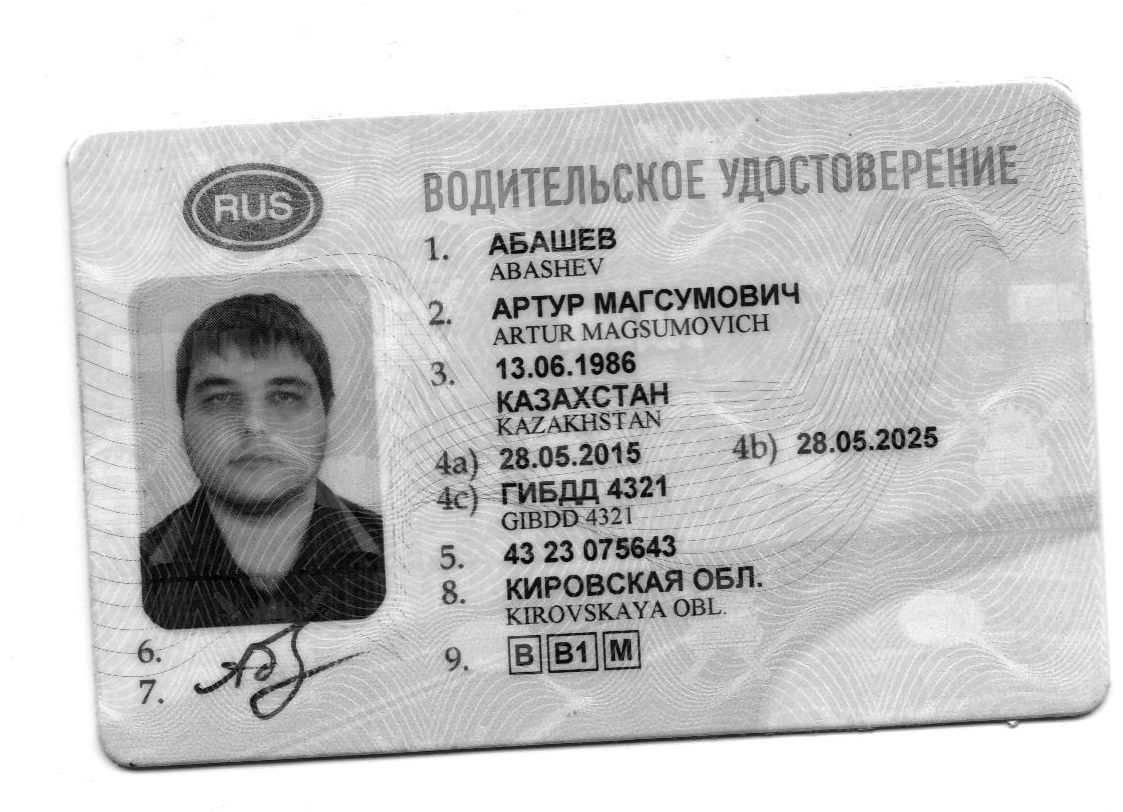 RUS
ВОДИТЕЛЬСКОЕ УДОСТОВЕРЕНИЕ
1. АБАШЕВ
ABASHEV
2. АРТУР МАГСУМОВИЧ
ARTUR MAGSUMOVICH
3. 13.06.1986
КАЗАХСТАН
KAZAKHSTAN
4a) 28.05.2015 4b) 28.05.2025
4c) ГИБДД 4321
GIBDD 4321
5. 43 23 075643
8. КИРОВСКАЯ ОБЛ.
KIROVSKAYA OBL.
6.
7.
9. B B1 M